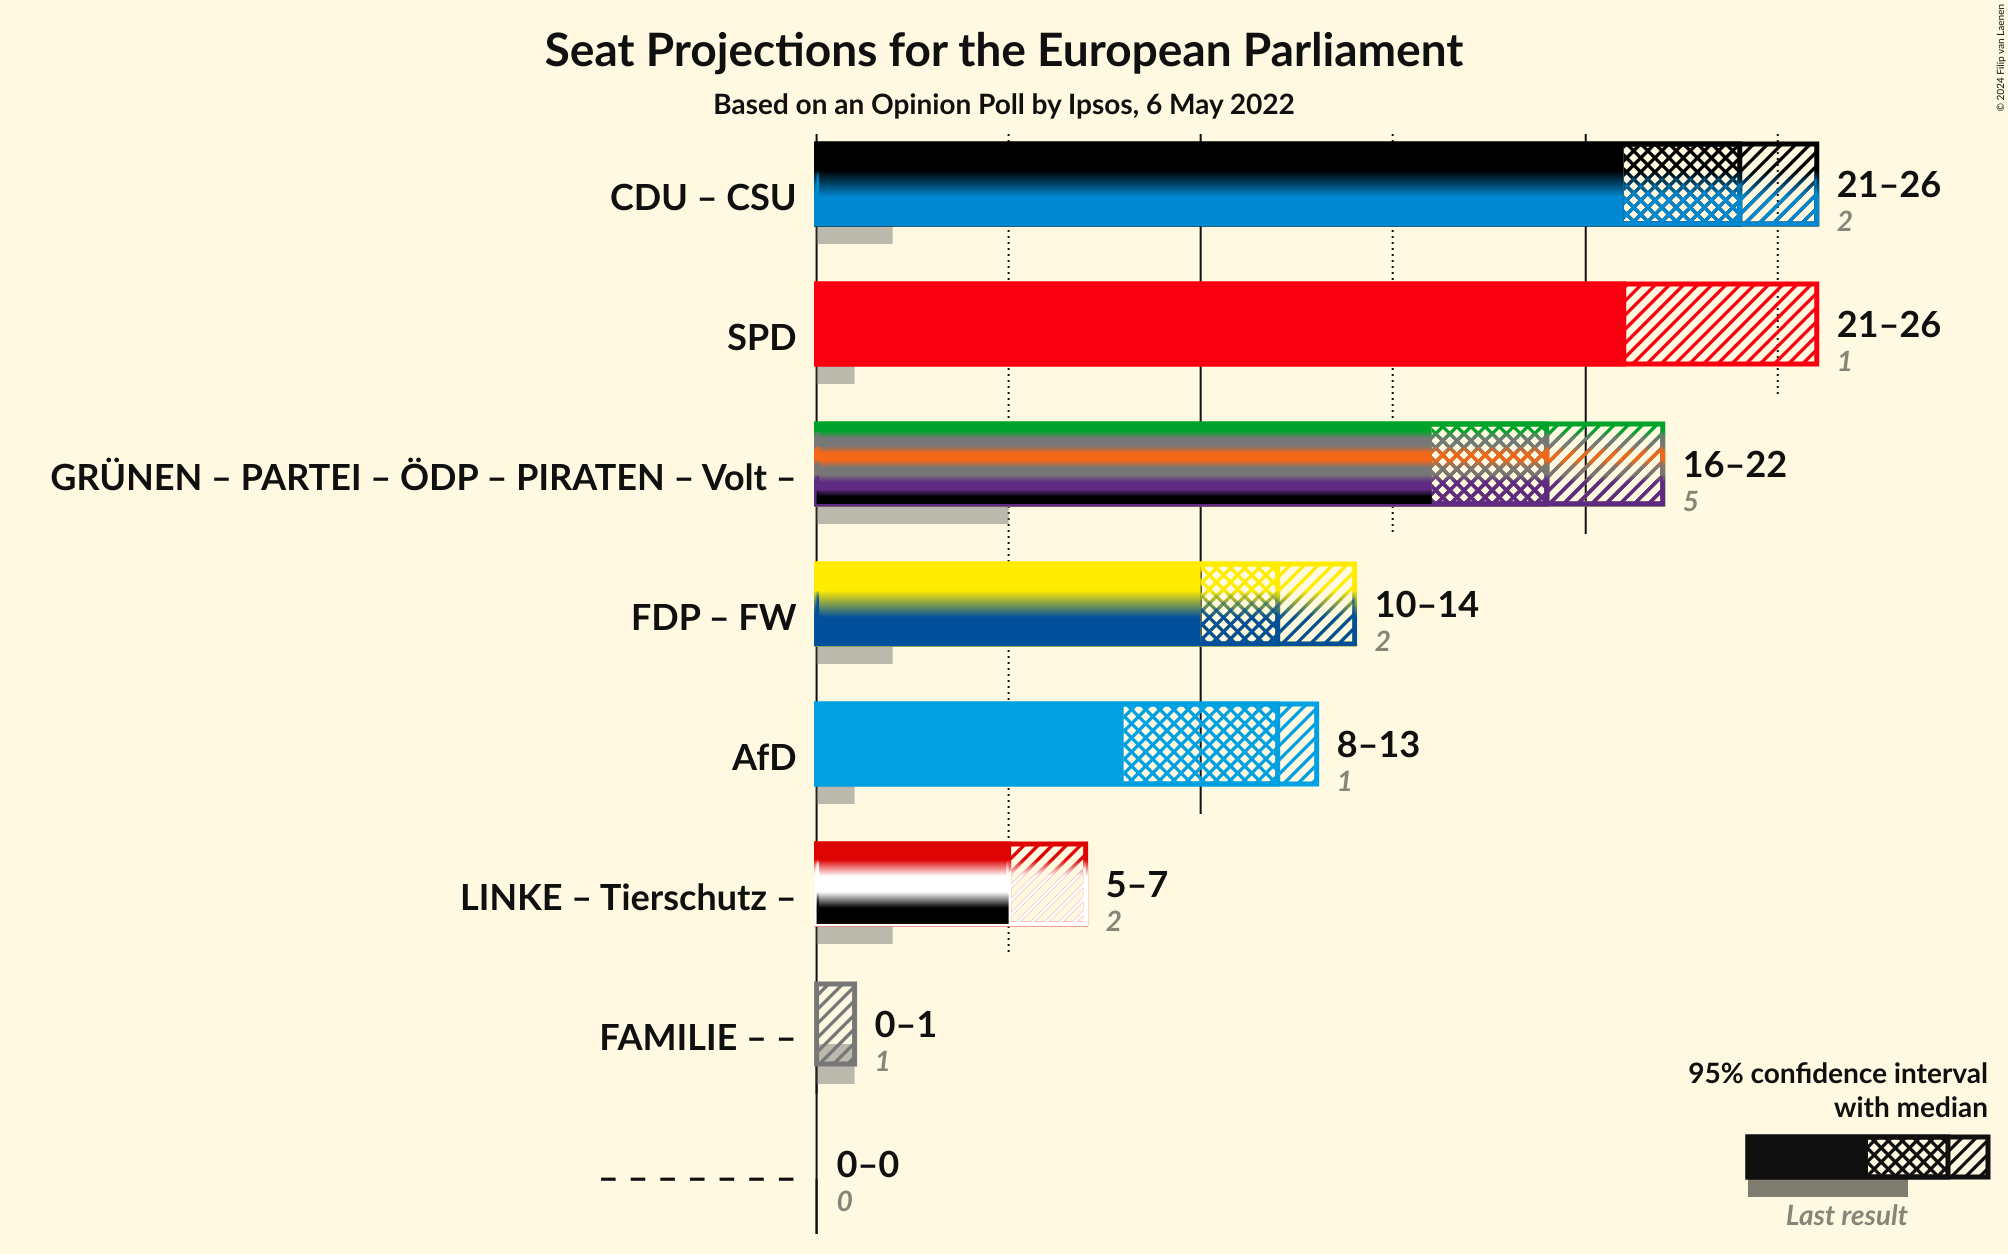 Seat Projections for the European Parliament
Based on an Opinion Poll by Ipsos, 6 May 2022
© 2024 Filip van Laenen
CDU – CSU
21–26
2
SPD
21–26
1
GRÜNEN – PARTEI – ÖDP – PIRATEN – Volt –
16–22
5
FDP – FW
10–14
2
AfD
8–13
1
LINKE – Tierschutz –
5–7
2
FAMILIE – –
0–1
1
– – – – – – –
0–0
0
95% confidence interval
with median
Last result